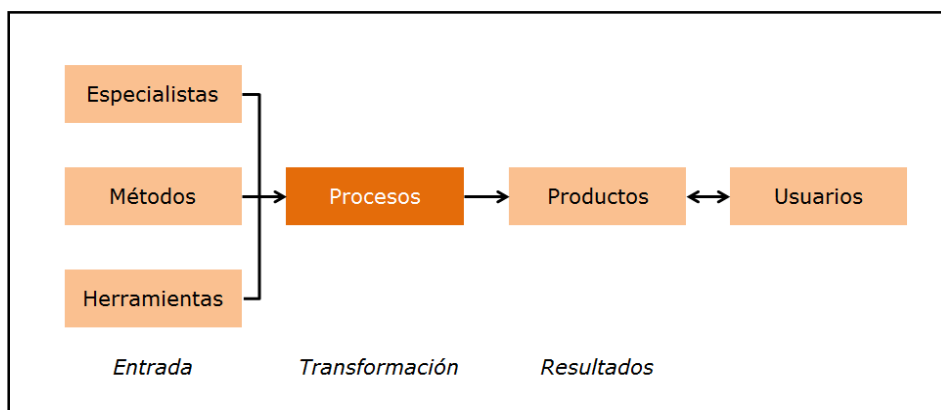 Especialistas
Métodos
Procesos
Productos
Usuarios
Herramientas
Entrada
Transformación
Resultados